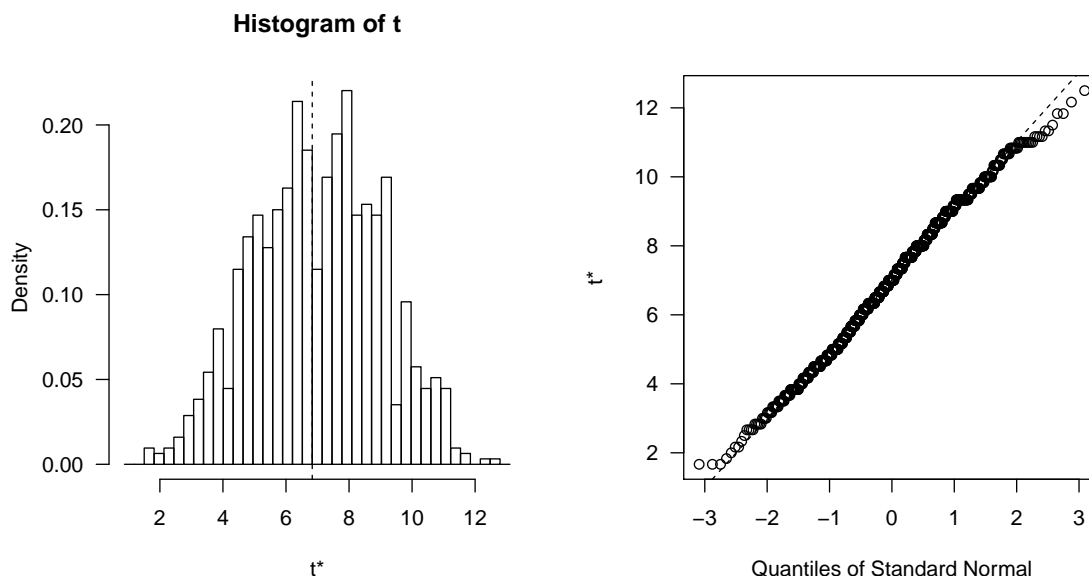 Histogram of t
Density
0.20
0.15
0.10
0.05
0.00
2 4 6 8 10 12
t*
t*
12
10
8
6
4
2
−3 −2 −1 0 1 2 3
Quantiles of Standard Normal